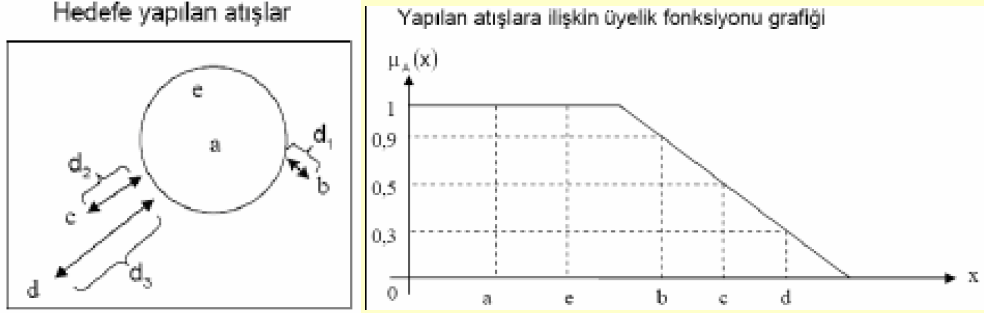 Hedefe yapılan atışlar
e
a
d₁
b
d₂
c
d₃
d
Yapılan atışlara ilişkin üyelik fonksiyonu grafiği
μ_A(x)
1
0,9
0,5
0,3
0
a e b c d x